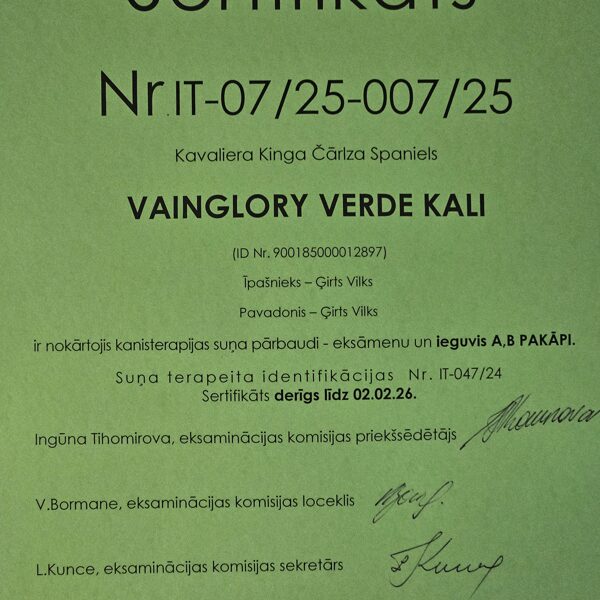 Sertifikāts
Nr.IT-07/25-007/25
Kavaliera Kinga Čārlza Spaniels
VAINGLORY VERDE KALI
(ID Nr. 900185000012897)
Īpašnieks – Ģirts Vilks
Pavadonis – Ģirts Vilks
ir nokārtojis kanisterapijas suņa pārbaudi - eksāmenu un ieguvis A,B PAKĀPI.
Suņa terapeita identifikācijas Nr. IT-047/24
Sertifikāts derīgs līdz 02.02.26.
Ingūna Tihomirova, eksaminācijas komisijas priekšsēdētājs
V.Bormane, eksaminācijas komisijas loceklis
L.Kunce, eksaminācijas komisijas sekretārs